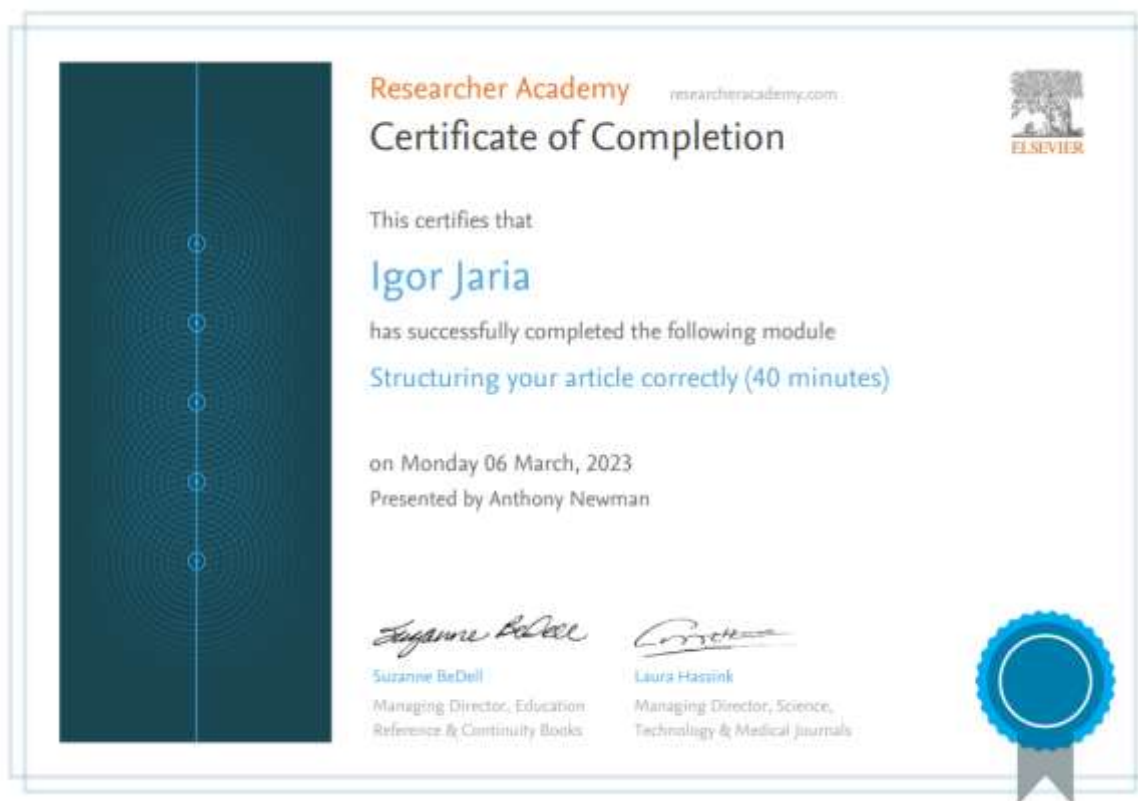 Researcher Academy researcheracademy.com
Certificate of Completion
ELSEVIER
This certifies that
Igor Jaria
has successfully completed the following module
Structuring your article correctly (40 minutes)
on Monday 06 March, 2023
Presented by Anthony Newman
Suzanne BeDell
Suzanne BeDell
Laura Hassink
Managing Director, Education
Reference & Continuity Books
Managing Director, Science,
Technology & Medical Journals